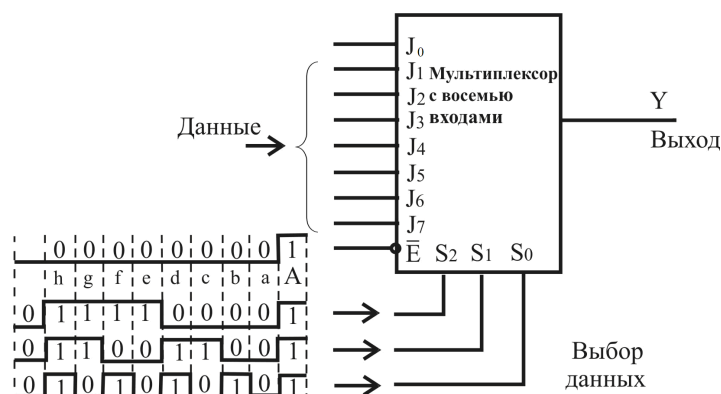 J0
J1 Мультиплексор
J2 с восемью
J3 входами
J4
J5
J6
J7
Данные
Y
Выход
E̅ S2 S1 S0
0 0 0 0 0 0 0 0 1
h g f e d c b a A
0 1 1 1 1 0 0 0 0 1
0 1 1 0 0 1 1 0 0 1
0 1 0 1 0 1 0 1 0 1
Выбор
данных